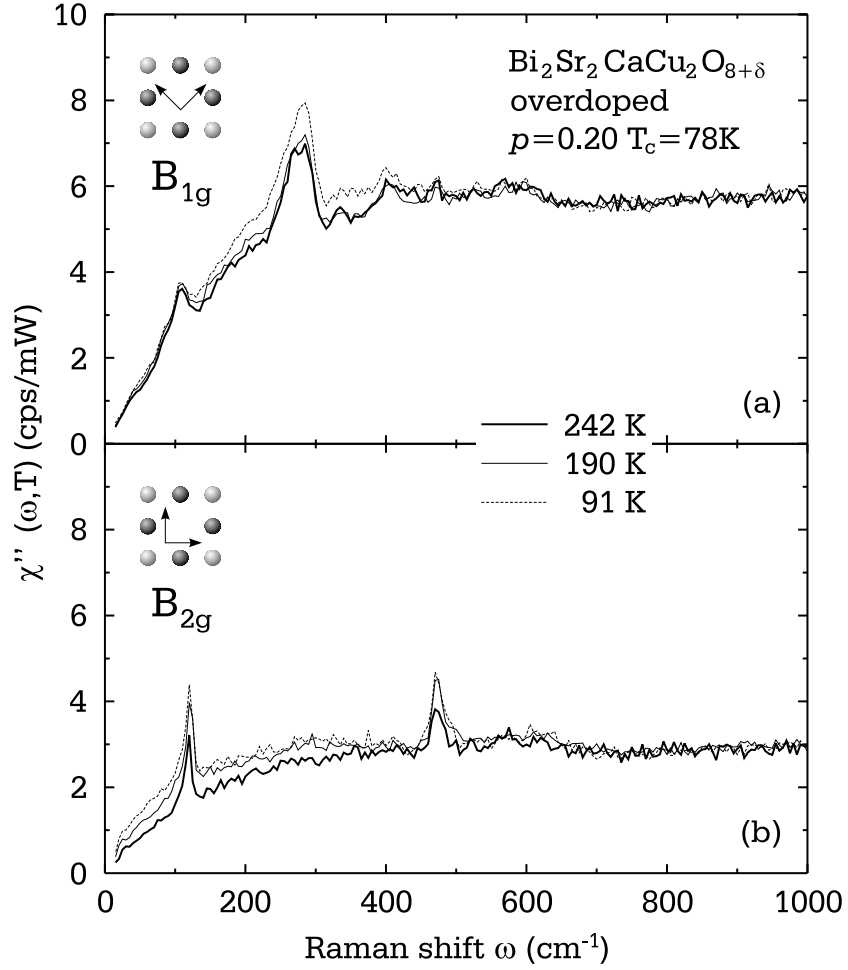 χ'' (ω,T) (cps/mW)
10
8
6
4
2
0
B1g
Bi2Sr2CaCu2O8+δ
overdoped
p=0.20 Tc=78K
(a)
242 K
190 K
91 K
8
6
4
2
0
B2g
(b)
0
200
400
600
800
1000
Raman shift ω (cm⁻¹)